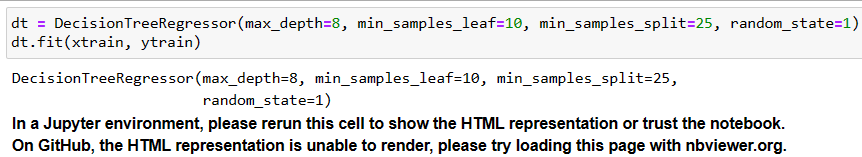 dt = DecisionTreeRegressor(max_depth=8, min_samples_leaf=10, min_samples_split=25, random_state=1)
dt.fit(xtrain, ytrain)
DecisionTreeRegressor(max_depth=8, min_samples_leaf=10, min_samples_split=25,
random_state=1)
In a Jupyter environment, please rerun this cell to show the HTML representation or trust the notebook.
On GitHub, the HTML representation is unable to render, please try loading this page with nbviewer.org.